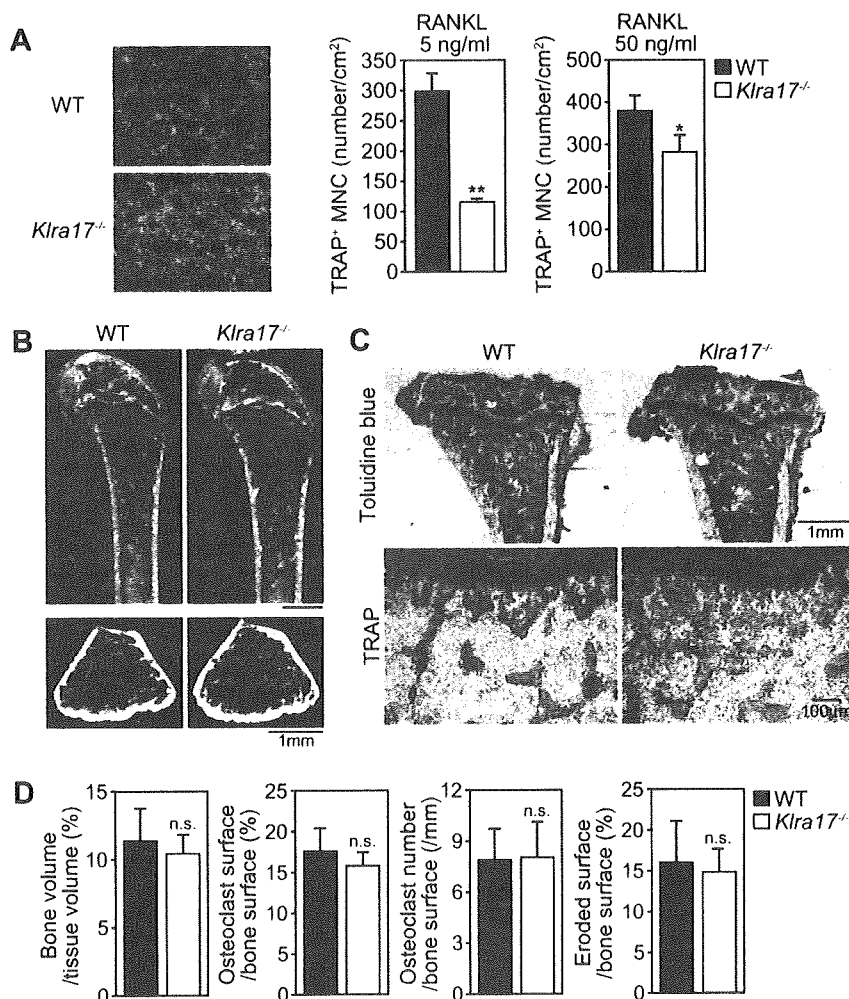 A
WT
Klra17-/-
RANKL
5 ng/ml
TRAP+ MNC (number/cm2)
350
300
250
200
150
100
50
0
**
RANKL
50 ng/ml
TRAP+ MNC (number/cm2)
500
400
300
200
100
0
*
WT
Klra17-/-
B
WT
Klra17-/-
1mm
C
WT
Klra17-/-
Toluidine blue
1mm
TRAP
100μm
D
Bone volume
/tissue volume (%)
15
10
5
0
n.s.
Osteoclast surface
/bone surface (%)
25
20
15
10
5
0
n.s.
Osteoclast number
/bone surface (/mm)
12
9
6
3
0
n.s.
Eroded surface
/bone surface (%)
25
20
15
10
5
0
n.s.
WT
Klra17-/-